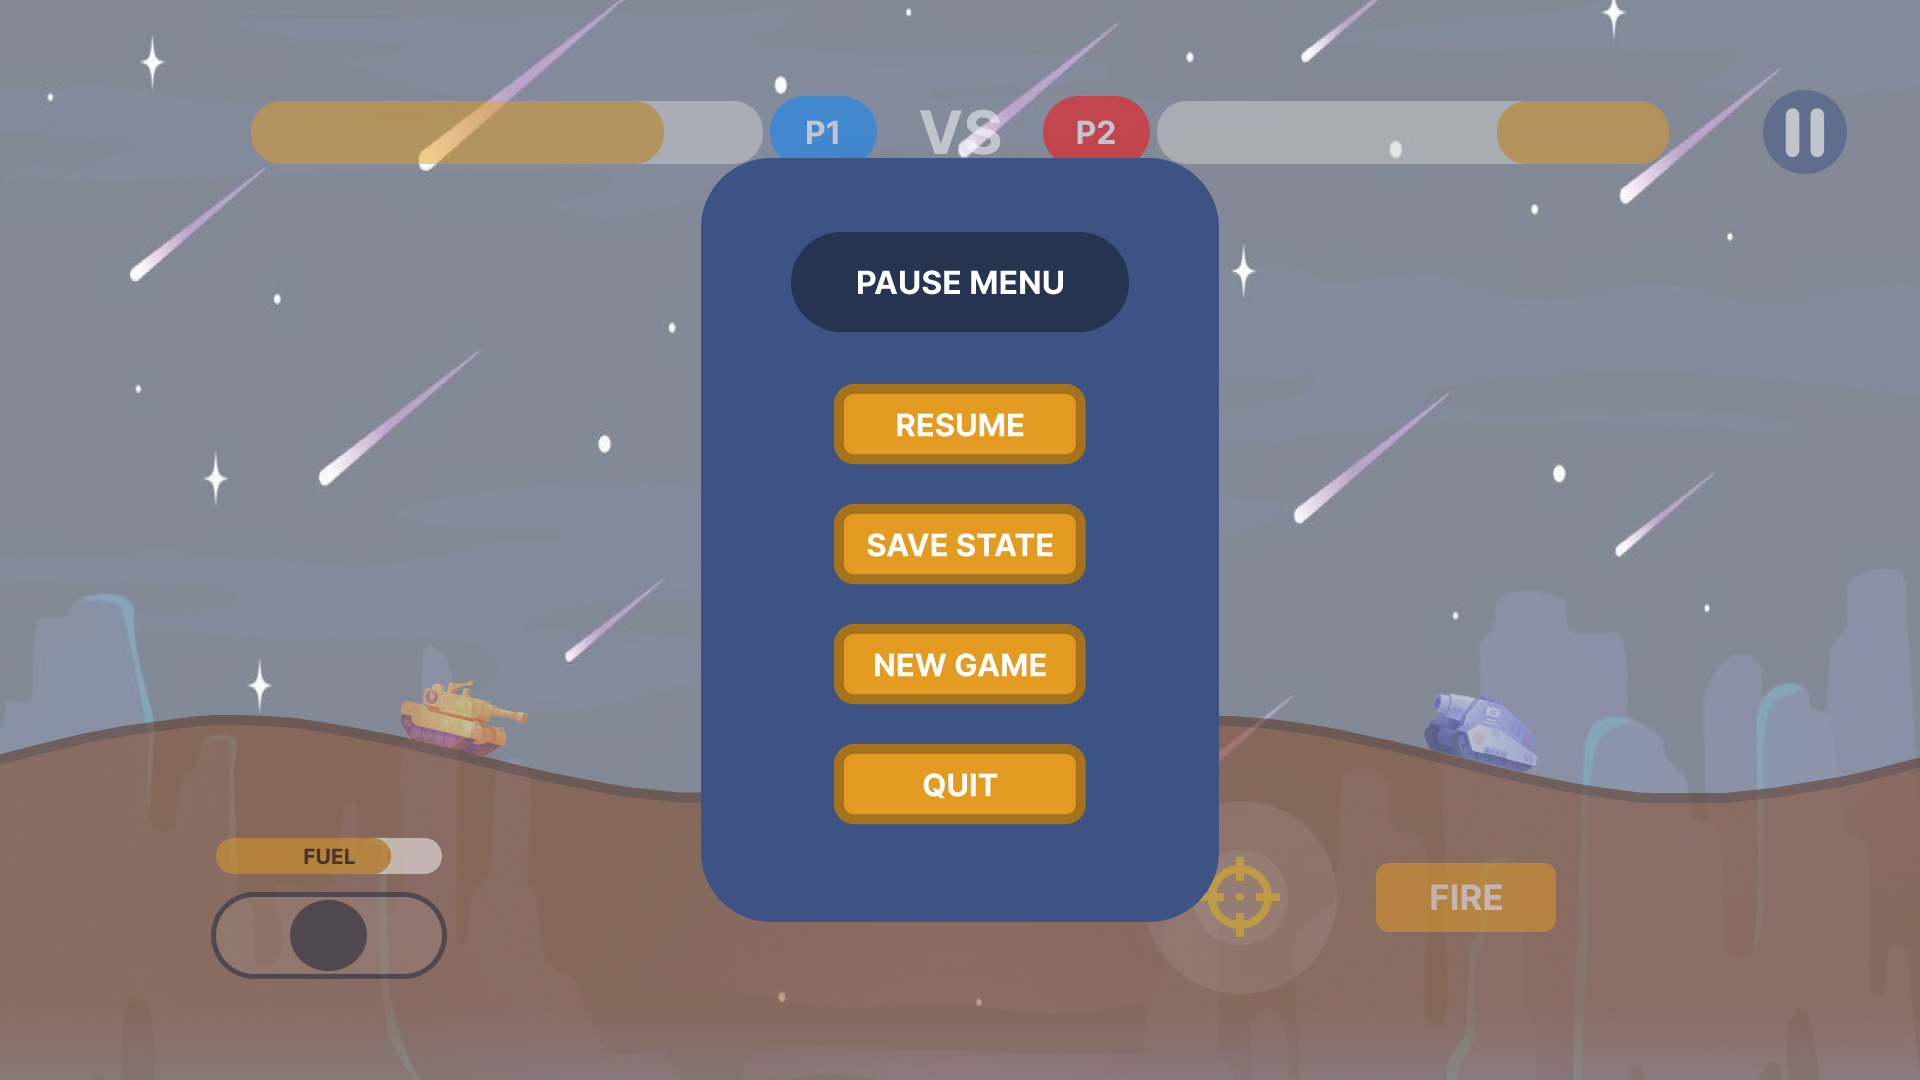 P1 VS P2
PAUSE MENU
RESUME
SAVE STATE
NEW GAME
QUIT
FUEL
FIRE